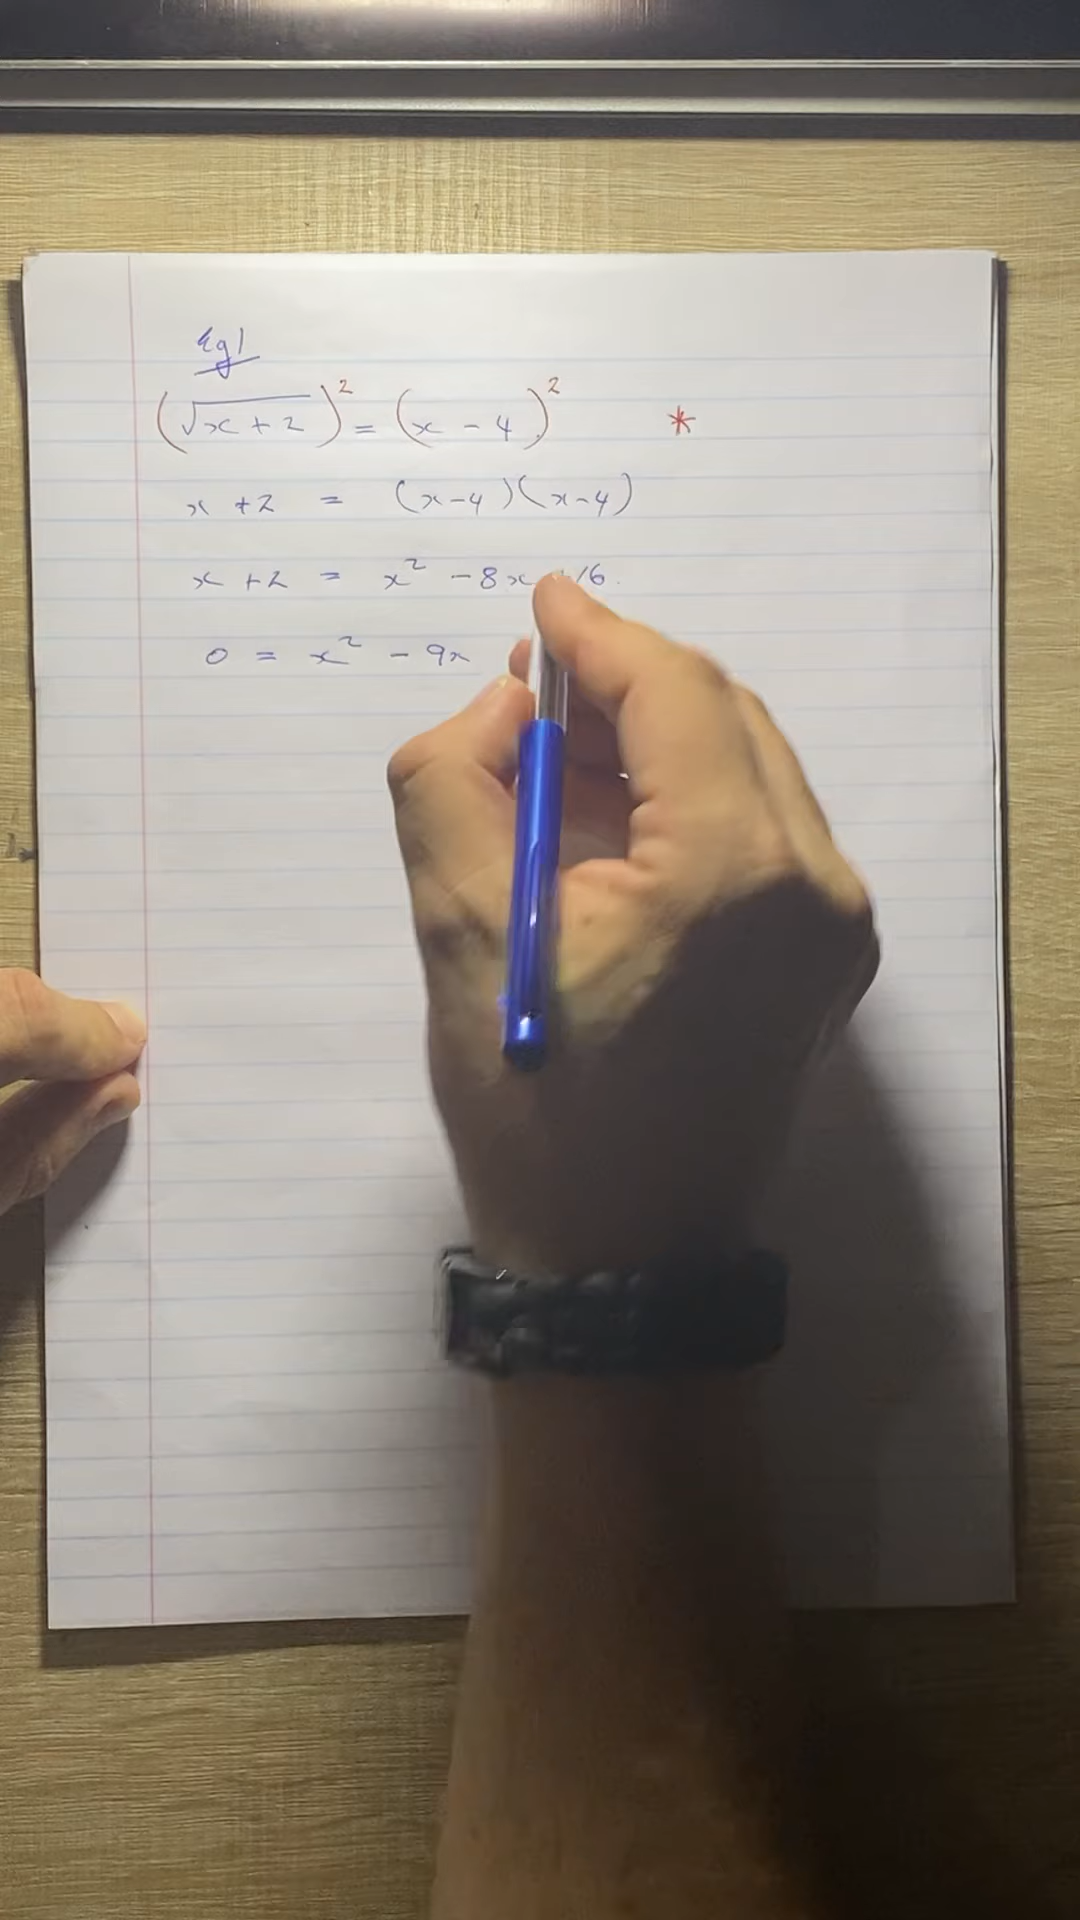 Eg1
(√x + 2)² = (x - 4)² *
x + 2 = (x-4)(x-4)
x + 2 = x² - 8x + 16
0 = x² - 9x